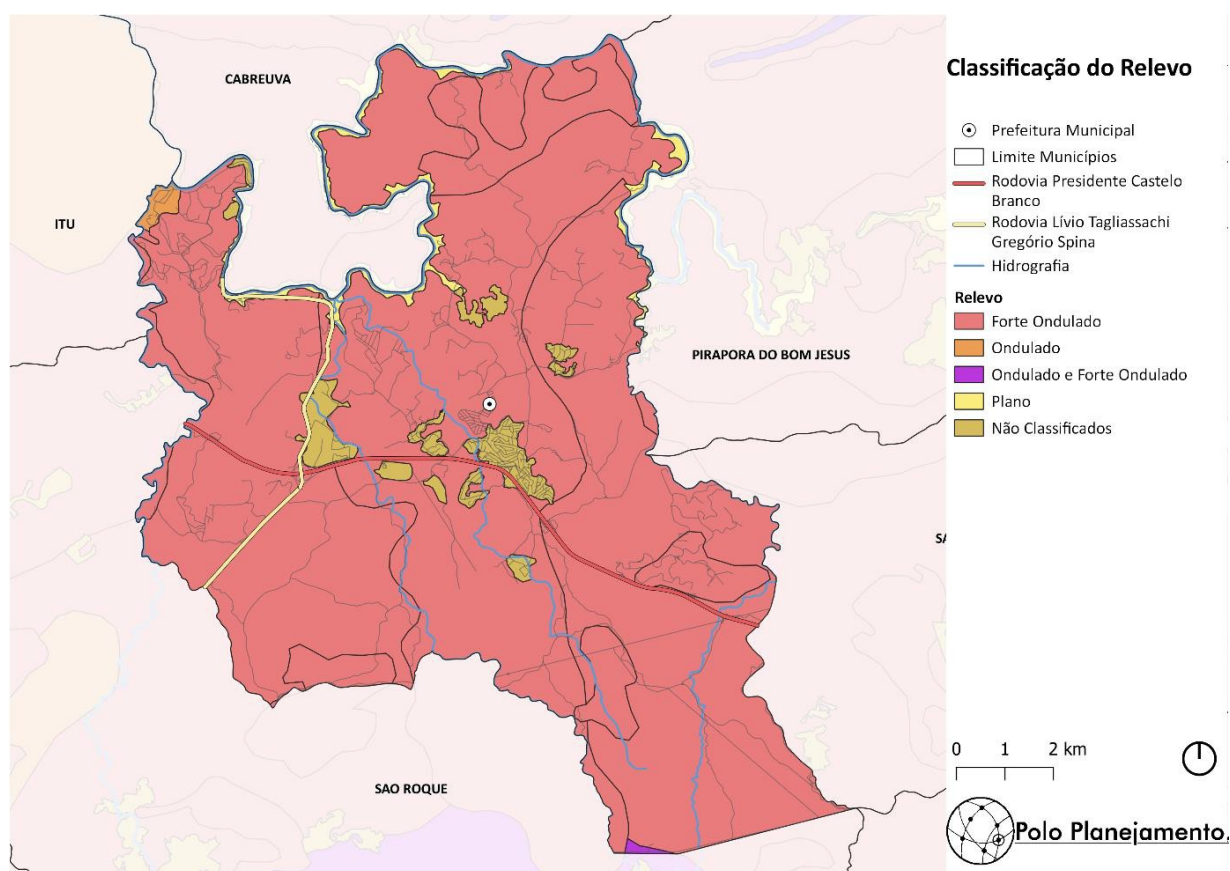 CABREUVA
ITU
PIRAPORA DO BOM JESUS
SA
SAO ROQUE
Classificação do Relevo
Prefeitura Municipal
Limite Municípios
Rodovia Presidente Castelo
Branco
Rodovia Lívio Tagliassachi
Gregório Spina
Hidrografia
Relevo
Forte Ondulado
Ondulado
Ondulado e Forte Ondulado
Plano
Não Classificados
0 1 2 km
Polo Planejamento.